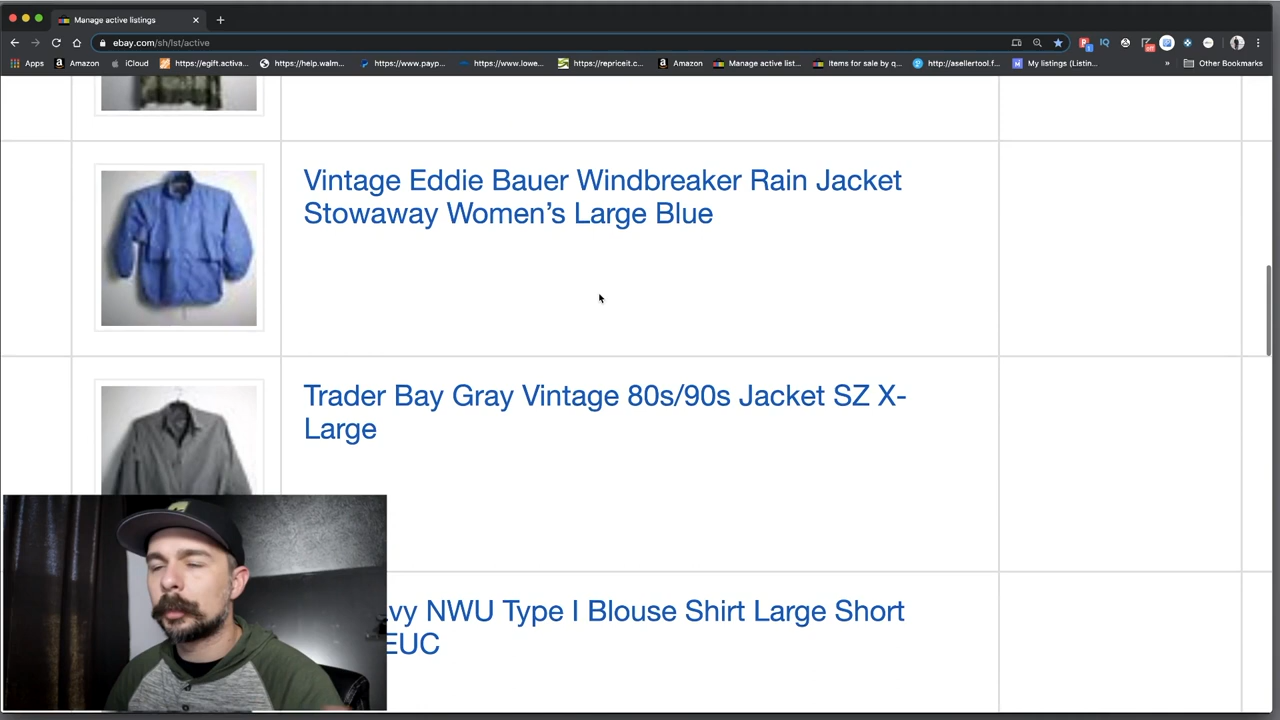 Manage active listings
ebay.com/sh/lst/active
Apps Amazon iCloud https://egift.activa... https://help.walm... https://www.payp... https://www.lowe... https://repriceit.c... Amazon Manage active list... Items for sale by q... http://asellertool.f... My listings (Listin... » Other Bookmarks
Vintage Eddie Bauer Windbreaker Rain Jacket
Stowaway Women’s Large Blue
Trader Bay Gray Vintage 80s/90s Jacket SZ X-
Large
NWU Type I Blouse Shirt Large Short
EUC